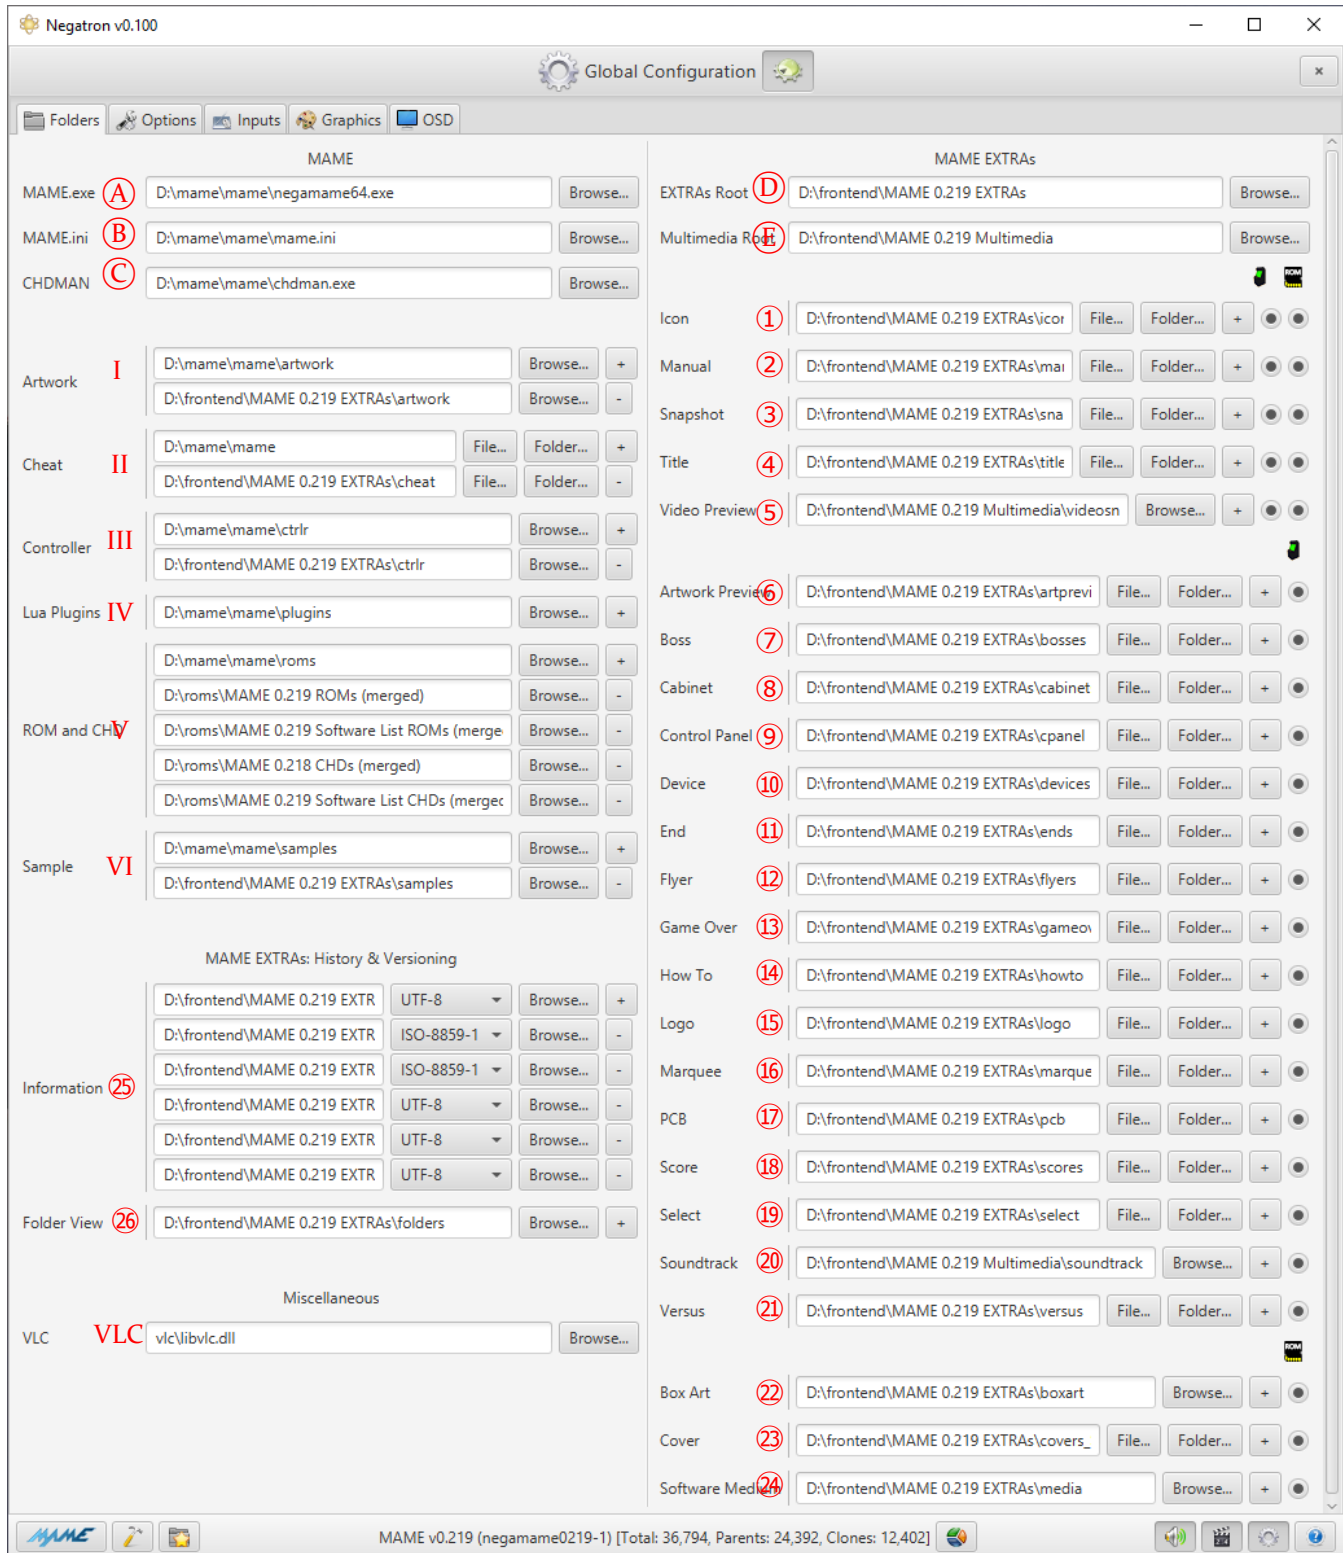 Negatron v0.100
Global Configuration
Folders Options Inputs Graphics OSD
MAME
MAME.exe Ⓐ D:\mame\mame\negamame64.exe Browse...
MAME.ini Ⓑ D:\mame\mame\mame.ini Browse...
CHDMAN Ⓒ D:\mame\mame\chdman.exe Browse...
Artwork I D:\mame\mame\artwork Browse... +
D:\frontend\MAME 0.219 EXTRAs\artwork Browse... -
Cheat II D:\mame\mame File... Folder... +
D:\frontend\MAME 0.219 EXTRAs\cheat File... Folder... -
Controller III D:\mame\mame\ctrlr Browse... +
D:\frontend\MAME 0.219 EXTRAs\ctrlr Browse... -
Lua Plugins IV D:\mame\mame\plugins Browse... +
ROM and CHD V D:\mame\mame\roms Browse... +
D:\roms\MAME 0.219 ROMs (merged) Browse... -
D:\roms\MAME 0.219 Software List ROMs (merge Browse... -
D:\roms\MAME 0.218 CHDs (merged) Browse... -
D:\roms\MAME 0.219 Software List CHDs (merged Browse... -
Sample VI D:\mame\mame\samples Browse... +
D:\frontend\MAME 0.219 EXTRAs\samples Browse... -
MAME EXTRAs: History & Versioning
Information ㉕ D:\frontend\MAME 0.219 EXTR UTF-8 Browse... +
D:\frontend\MAME 0.219 EXTR ISO-8859-1 Browse... -
D:\frontend\MAME 0.219 EXTR ISO-8859-1 Browse... -
D:\frontend\MAME 0.219 EXTR UTF-8 Browse... -
D:\frontend\MAME 0.219 EXTR UTF-8 Browse... -
D:\frontend\MAME 0.219 EXTR UTF-8 Browse... -
Folder View ㉖ D:\frontend\MAME 0.219 EXTRAs\folders Browse... +
Miscellaneous
VLC VLC vlc\libvlc.dll Browse...
MAME EXTRAs
EXTRAs Root Ⓓ D:\frontend\MAME 0.219 EXTRAs Browse...
Multimedia Root Ⓔ D:\frontend\MAME 0.219 Multimedia Browse...
ROM
Icon ① D:\frontend\MAME 0.219 EXTRAs\icor File... Folder... +
Manual ② D:\frontend\MAME 0.219 EXTRAs\mai File... Folder... +
Snapshot ③ D:\frontend\MAME 0.219 EXTRAs\sna File... Folder... +
Title ④ D:\frontend\MAME 0.219 EXTRAs\title File... Folder... +
Video Preview ⑤ D:\frontend\MAME 0.219 Multimedia\videosn Browse... +
Artwork Preview ⑥ D:\frontend\MAME 0.219 EXTRAs\artprevi File... Folder... +
Boss ⑦ D:\frontend\MAME 0.219 EXTRAs\bosses File... Folder... +
Cabinet ⑧ D:\frontend\MAME 0.219 EXTRAs\cabinet File... Folder... +
Control Panel ⑨ D:\frontend\MAME 0.219 EXTRAs\cpanel File... Folder... +
Device ⑩ D:\frontend\MAME 0.219 EXTRAs\devices File... Folder... +
End ⑪ D:\frontend\MAME 0.219 EXTRAs\ends File... Folder... +
Flyer ⑫ D:\frontend\MAME 0.219 EXTRAs\flyers File... Folder... +
Game Over ⑬ D:\frontend\MAME 0.219 EXTRAs\gameov File... Folder... +
How To ⑭ D:\frontend\MAME 0.219 EXTRAs\howto File... Folder... +
Logo ⑮ D:\frontend\MAME 0.219 EXTRAs\logo File... Folder... +
Marquee ⑯ D:\frontend\MAME 0.219 EXTRAs\marque File... Folder... +
PCB ⑰ D:\frontend\MAME 0.219 EXTRAs\pcb File... Folder... +
Score ⑱ D:\frontend\MAME 0.219 EXTRAs\scores File... Folder... +
Select ⑲ D:\frontend\MAME 0.219 EXTRAs\select File... Folder... +
Soundtrack ⑳ D:\frontend\MAME 0.219 Multimedia\soundtrack Browse... +
Versus ㉑ D:\frontend\MAME 0.219 EXTRAs\versus File... Folder... +
ROM
Box Art ㉒ D:\frontend\MAME 0.219 EXTRAs\boxart Browse... +
Cover ㉓ D:\frontend\MAME 0.219 EXTRAs\covers_ File... Folder... +
Software Medium ㉔ D:\frontend\MAME 0.219 EXTRAs\media Browse... +
MAME MAME v0.219 (negamame0219-1) [Total: 36,794, Parents: 24,392, Clones: 12,402]